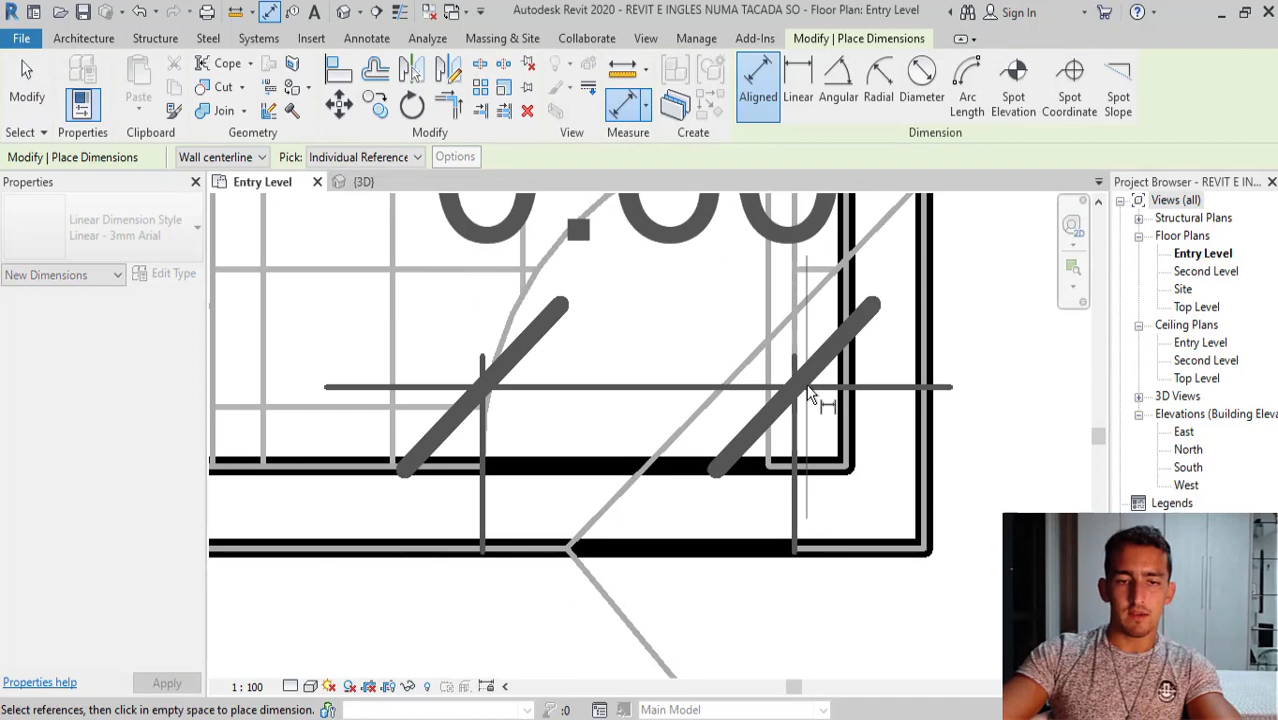 Autodesk Revit 2020 - REVIT E INGLES NUMA TACADA SO - Floor Plan: Entry Level
Sign In
File Architecture Structure Steel Systems Insert Annotate Analyze Massing & Site Collaborate View Manage Add-Ins Modify | Place Dimensions
Modify Paste Cope Cut Join
Aligned Linear Angular Radial Diameter Arc Length Spot Elevation Spot Coordinate Spot Slope
Select Properties Clipboard Geometry Modify View Measure Create Dimension
Modify | Place Dimensions Wall centerline Pick: Individual Reference Options
Properties
Entry Level {3D}
Project Browser - REVIT E IN...
Linear Dimension Style
Linear - 3mm Arial
New Dimensions Edit Type
2D
Views (all)
Structural Plans
Floor Plans
Entry Level
Second Level
Site
Top Level
Ceiling Plans
Entry Level
Second Level
Top Level
3D Views
Elevations (Building Eleva
East
North
South
West
Legends
Properties help Apply
1 : 100
Select references, then click in empty space to place dimension.
:0
Main Model